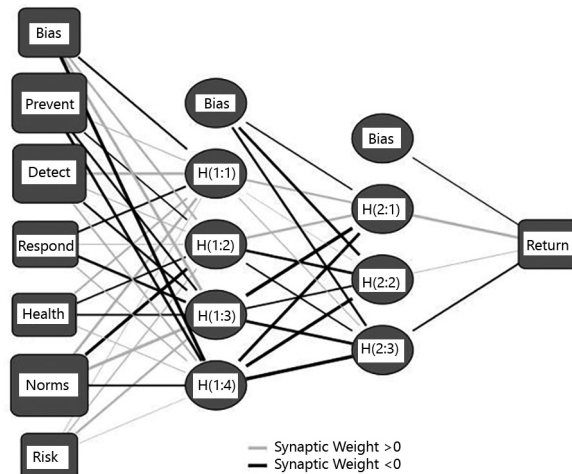 Bias
Prevent
Detect
Respond
Health
Norms
Risk
Bias
H(1:1)
H(1:2)
H(1:3)
H(1:4)
Bias
H(2:1)
H(2:2)
H(2:3)
Return
Synaptic Weight >0
Synaptic Weight <0